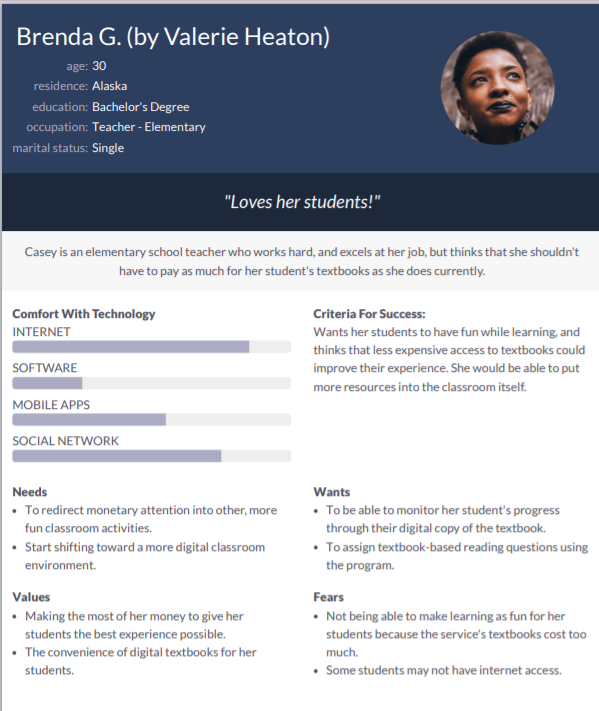 Brenda G. (by Valerie Heaton)
age: 30
residence: Alaska
education: Bachelor's Degree
occupation: Teacher - Elementary
marital status: Single
"Loves her students!"
Casey is an elementary school teacher who works hard, and excels at her job, but thinks that she shouldn't
have to pay as much for her student's textbooks as she does currently.
Comfort With Technology
INTERNET
SOFTWARE
MOBILE APPS
SOCIAL NETWORK
Criteria For Success:
Wants her students to have fun while learning, and
thinks that less expensive access to textbooks could
improve their experience. She would be able to put
more resources into the classroom itself.
Needs
• To redirect monetary attention into other, more
fun classroom activities.
• Start shifting toward a more digital classroom
environment.
Wants
• To be able to monitor her student's progress
through their digital copy of the textbook.
• To assign textbook-based reading questions using
the program.
Values
• Making the most of her money to give her
students the best experience possible.
• The convenience of digital textbooks for her
students.
Fears
• Not being able to make learning as fun for her
students because the service's textbooks cost too
much.
• Some students may not have internet access.